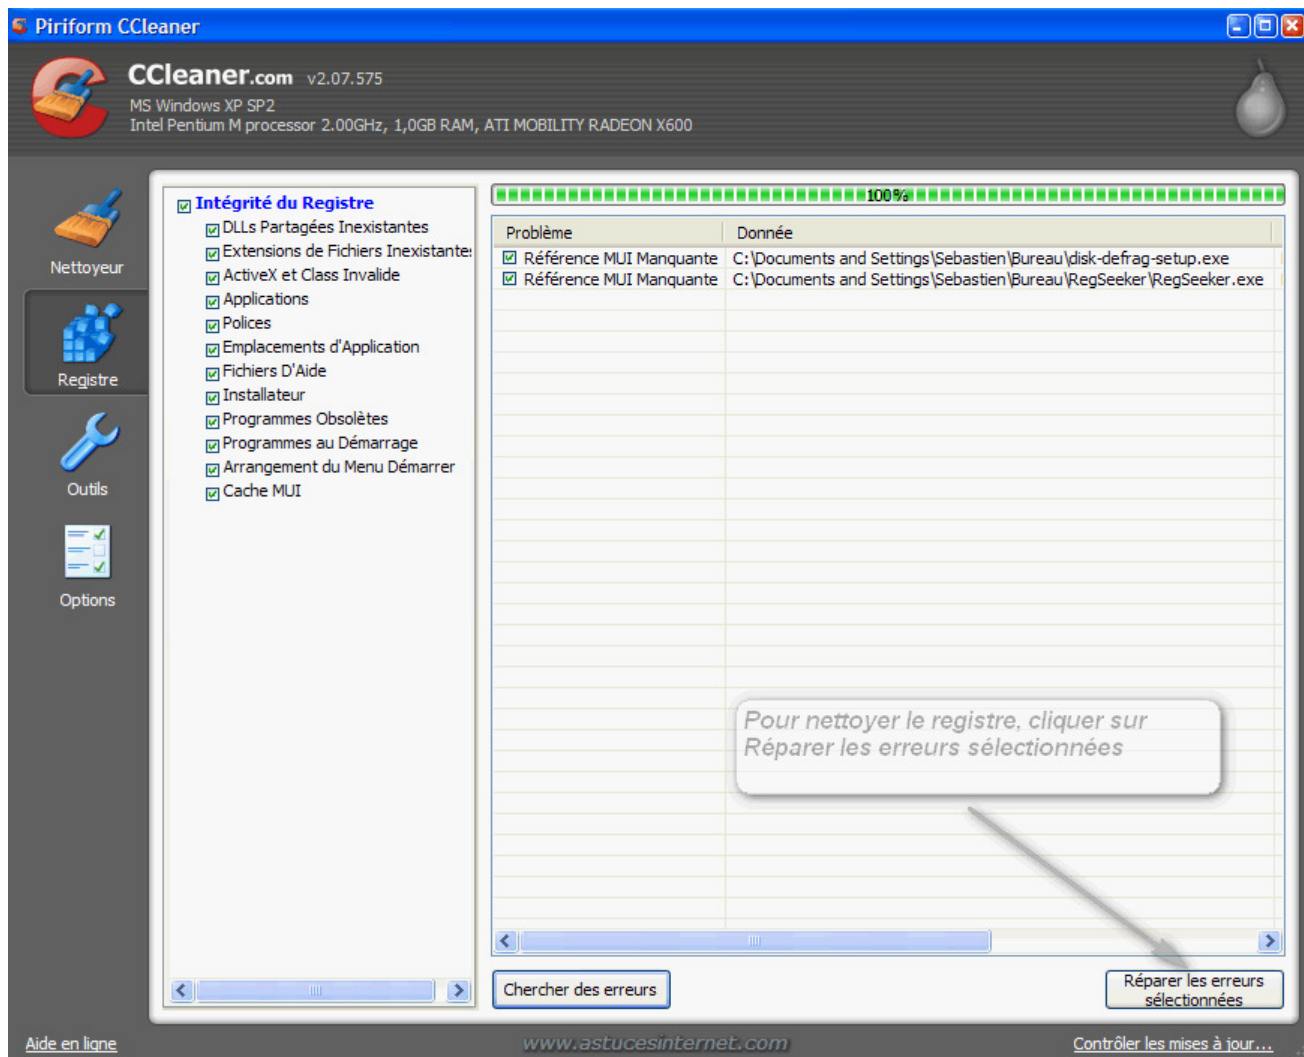 Piriform CCleaner
CCleaner.com v2.07.575
MS Windows XP SP2
Intel Pentium M processor 2.00GHz, 1,0GB RAM, ATI MOBILITY RADEON X600
Nettoyeur
Registre
Outils
Options
Intégrité du Registre
DLLs Partagées Inexistantes
Extensions de Fichiers Inexistantes
ActiveX et Class Invalide
Applications
Polices
Emplacements d'Application
Fichiers D'Aide
Installateur
Programmes Obsolètes
Programmes au Démarrage
Arrangement du Menu Démarrer
Cache MUI
100%
Problème Donnée
Référence MUI Manquante C:\Documents and Settings\Sebastien\Bureau\disk-defrag-setup.exe
Référence MUI Manquante C:\Documents and Settings\Sebastien\Bureau\RegSeeker\RegSeeker.exe
Pour nettoyer le registre, cliquer sur
Réparer les erreurs sélectionnées
Chercher des erreurs
Réparer les erreurs
sélectionnées
Aide en ligne
www.astucesinternet.com
Contrôler les mises à jour...